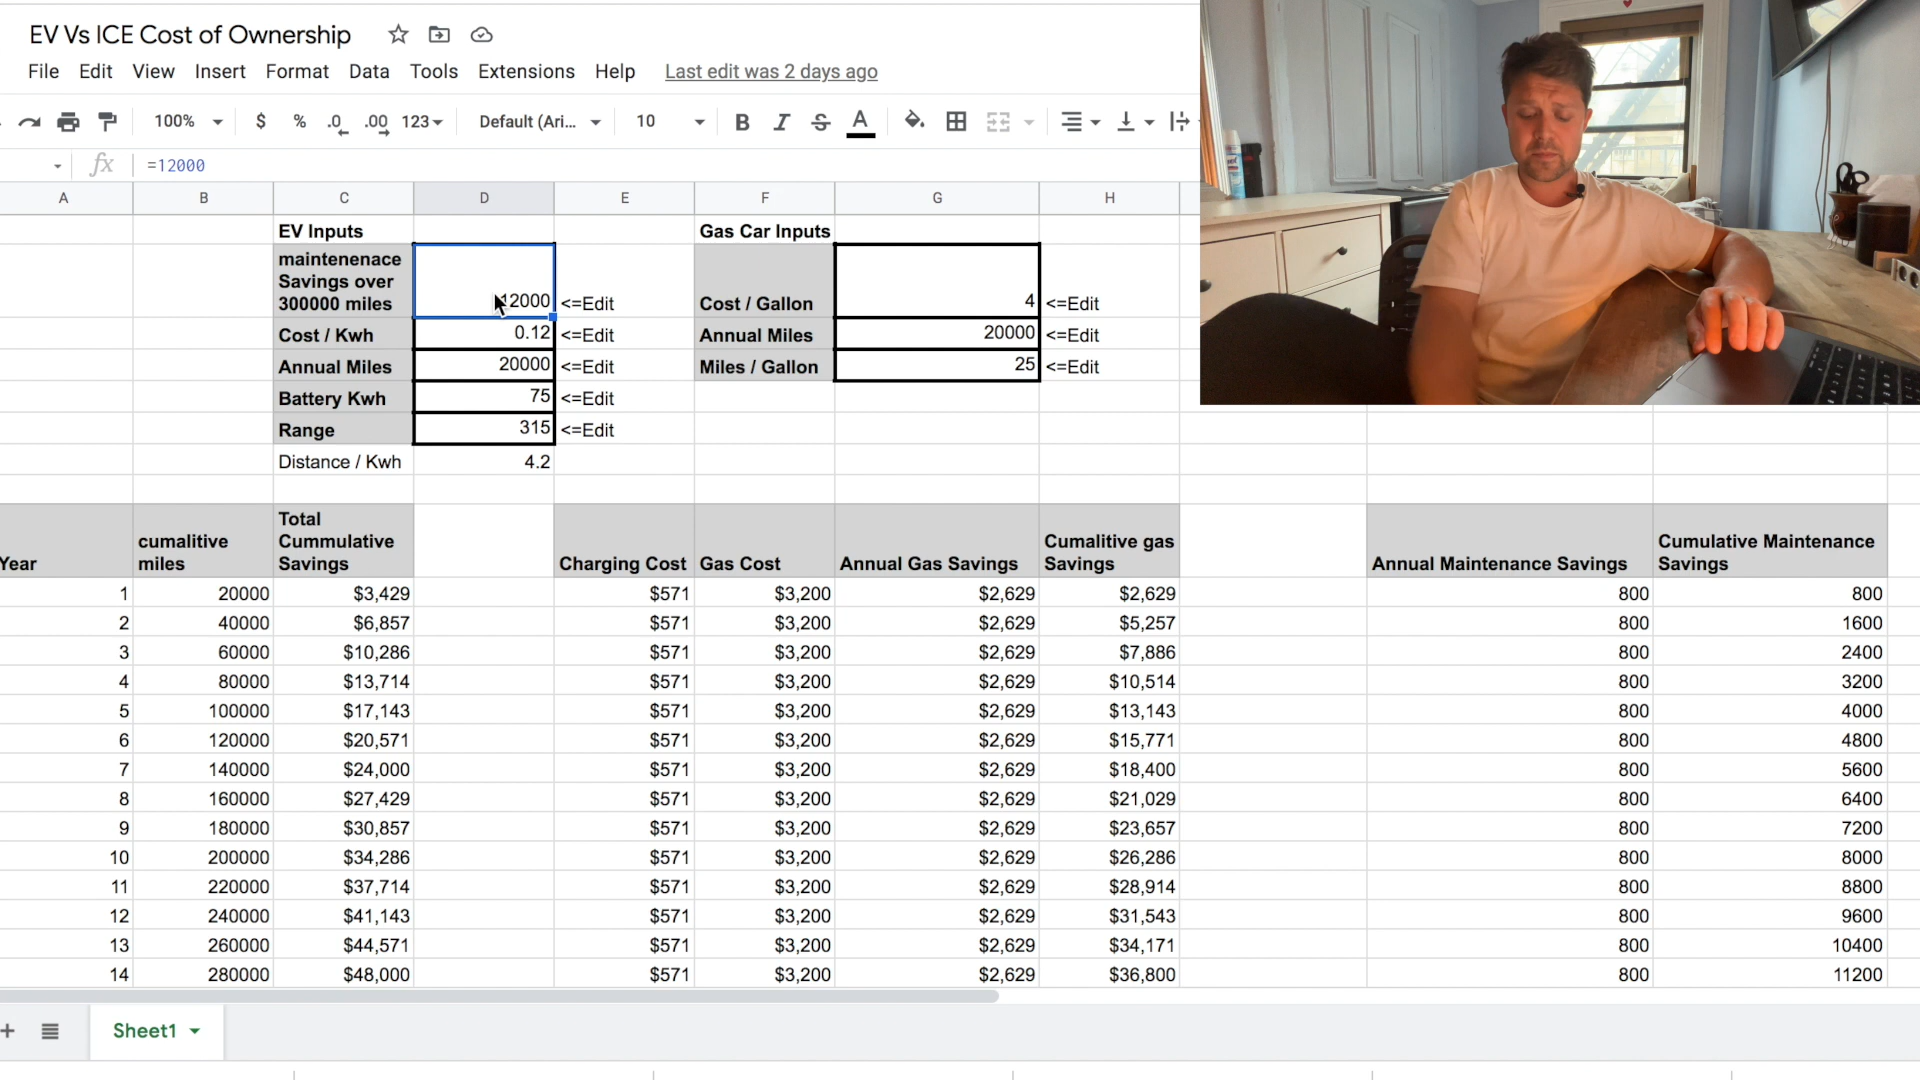 EV Vs ICE Cost of Ownership
File Edit View Insert Format Data Tools Extensions Help Last edit was 2 days ago
100% $ % .0 .00 123 Default (Ari... 10 B I S A
fx =12000
A B C D E F G H
EV Inputs Gas Car Inputs
maintenenace
Savings over
300000 miles 12000 <=Edit Cost / Gallon 4 <=Edit
Cost / Kwh 0.12 <=Edit Annual Miles 20000 <=Edit
Annual Miles 20000 <=Edit Miles / Gallon 25 <=Edit
Battery Kwh 75 <=Edit
Range 315 <=Edit
Distance / Kwh 4.2
Total
cumalitive Cummulative Cumalitive gas Cumulative Maintenance
Year miles Savings Charging Cost Gas Cost Annual Gas Savings Savings Annual Maintenance Savings Savings
1 20000 $3,429 $571 $3,200 $2,629 $2,629 800 800
2 40000 $6,857 $571 $3,200 $2,629 $5,257 800 1600
3 60000 $10,286 $571 $3,200 $2,629 $7,886 800 2400
4 80000 $13,714 $571 $3,200 $2,629 $10,514 800 3200
5 100000 $17,143 $571 $3,200 $2,629 $13,143 800 4000
6 120000 $20,571 $571 $3,200 $2,629 $15,771 800 4800
7 140000 $24,000 $571 $3,200 $2,629 $18,400 800 5600
8 160000 $27,429 $571 $3,200 $2,629 $21,029 800 6400
9 180000 $30,857 $571 $3,200 $2,629 $23,657 800 7200
10 200000 $34,286 $571 $3,200 $2,629 $26,286 800 8000
11 220000 $37,714 $571 $3,200 $2,629 $28,914 800 8800
12 240000 $41,143 $571 $3,200 $2,629 $31,543 800 9600
13 260000 $44,571 $571 $3,200 $2,629 $34,171 800 10400
14 280000 $48,000 $571 $3,200 $2,629 $36,800 800 11200
+ Sheet1